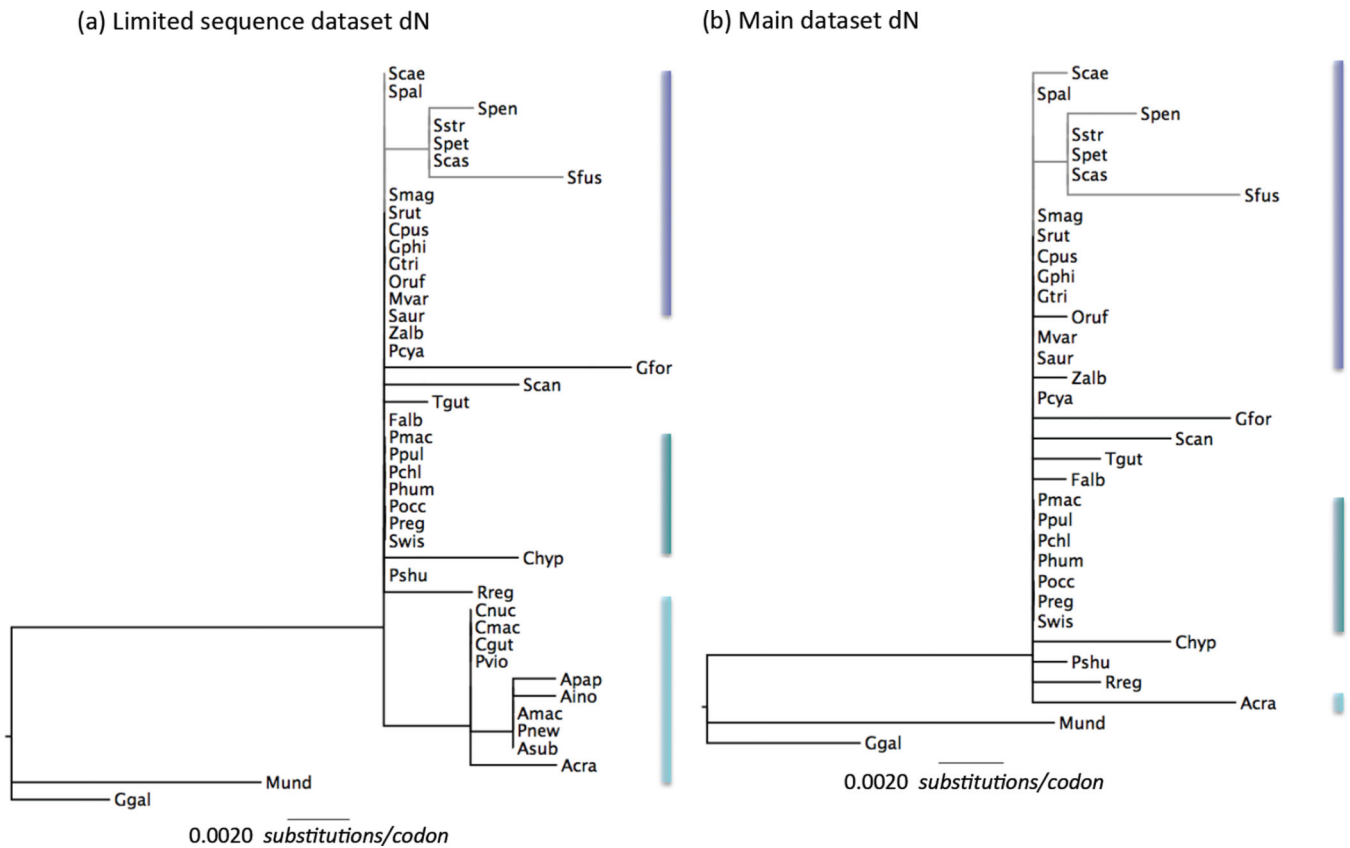 (a) Limited sequence dataset dN
Scae
Spal
Spen
Sstr
Spet
Scas
Sfus
Smag
Srut
Cpus
Gphi
Gtri
Oruf
Mvar
Saur
Zalb
Pcya
Gfor
Scan
Tgut
Falb
Pmac
Ppul
Pchl
Phum
Pocc
Preg
Swis
Chyp
Pshu
Rreg
Cnuc
Cmac
Cgut
Pvio
Apap
Aino
Amac
Pnew
Asub
Acra
Mund
Ggal
0.0020 substitutions/codon
(b) Main dataset dN
Scae
Spal
Spen
Sstr
Spet
Scas
Sfus
Smag
Srut
Cpus
Gphi
Gtri
Oruf
Mvar
Saur
Zalb
Pcya
Gfor
Scan
Tgut
Falb
Pmac
Ppul
Pchl
Phum
Pocc
Preg
Swis
Chyp
Pshu
Rreg
Acra
Mund
Ggal
0.0020 substitutions/codon